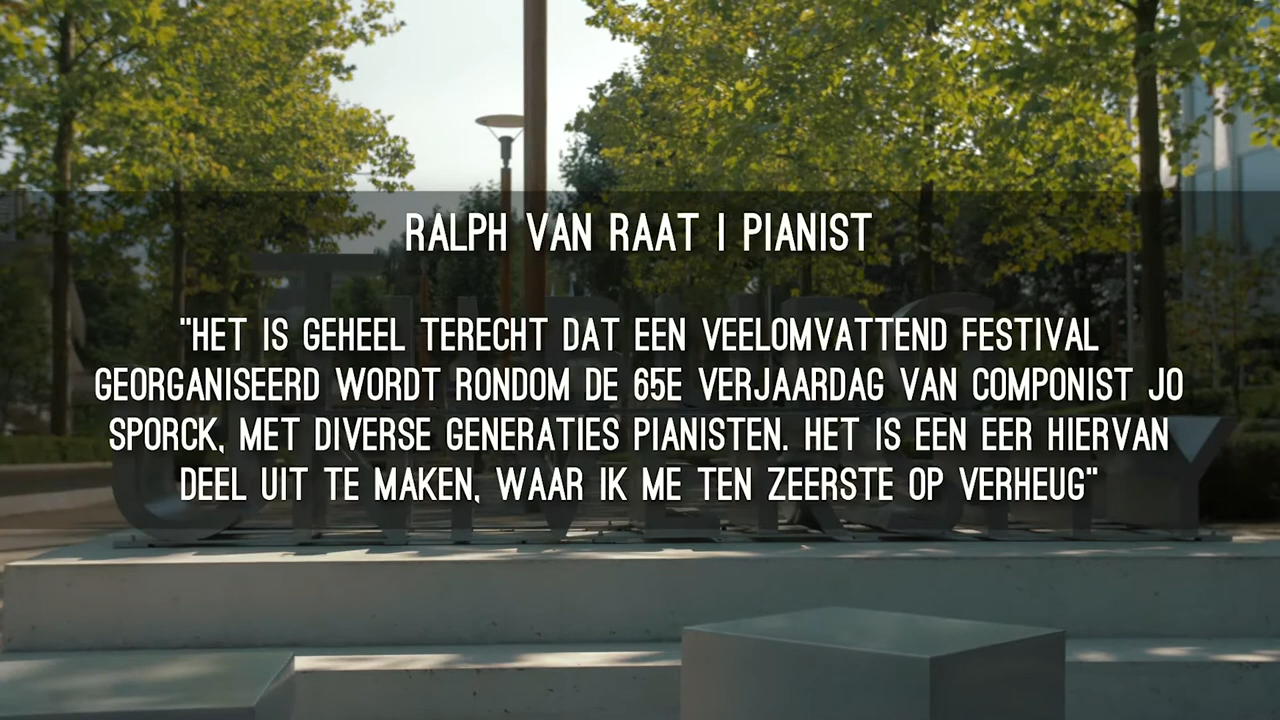 RALPH VAN RAAT | PIANIST
"HET IS GEHEEL TERECHT DAT EEN VEELOMVATTEND FESTIVAL
GEORGANISEERD WORDT RONDOM DE 65E VERJAARDAG VAN COMPONIST JO
SPORCK, MET DIVERSE GENERATIES PIANISTEN. HET IS EEN EER HIERVAN
DEEL UIT TE MAKEN, WAAR IK ME TEN ZEERSTE OP VERHEUG"
UNIVERSITY